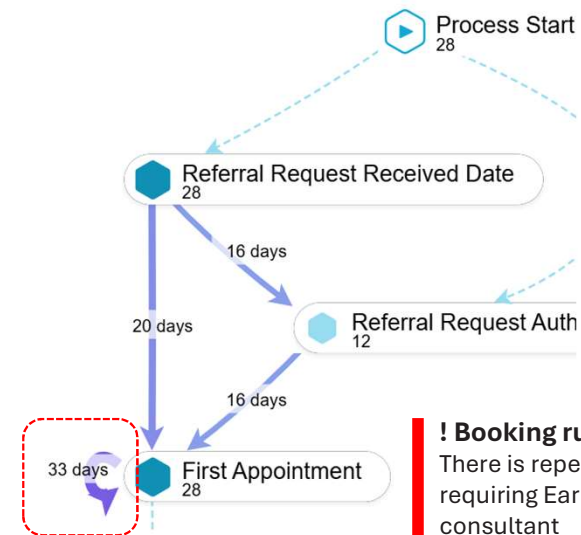 Process Start
28
Referral Request Received Date
28
16 days
20 days
Referral Request Auth
12
16 days
! Booking ru
There is repe
33 days
First Appointment
28
requiring Ear
consultant